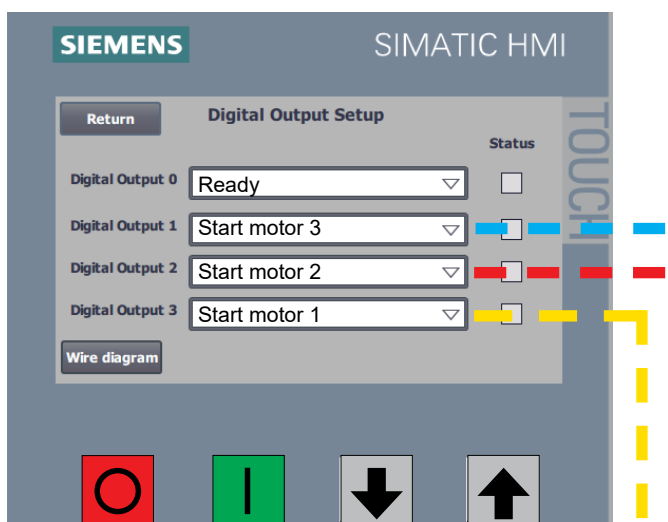 SIEMENS SIMATIC HMI
TOUCH
Return Digital Output Setup
Status
Digital Output 0 Ready
Digital Output 1 Start motor 3
Digital Output 2 Start motor 2
Digital Output 3 Start motor 1
Wire diagram